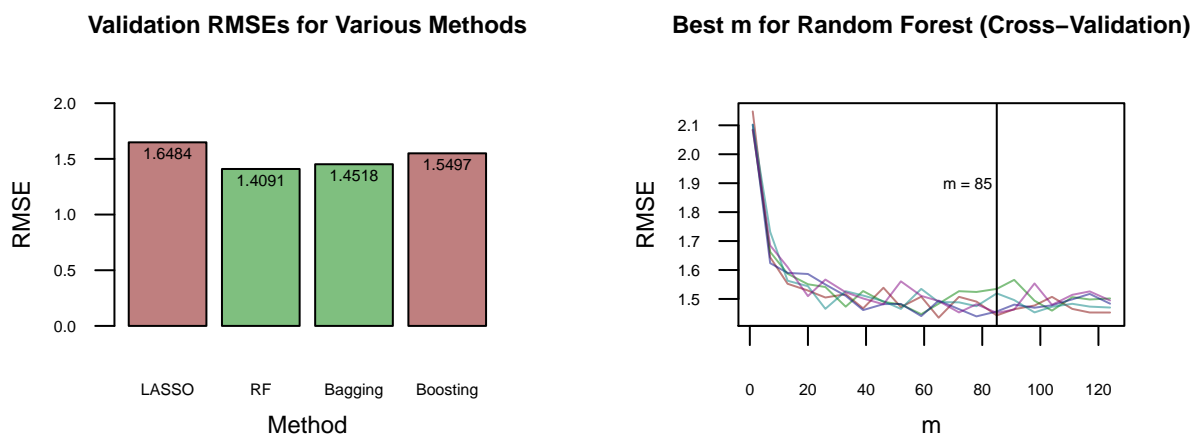 Validation RMSEs for Various Methods
RMSE
2.0
1.5
1.0
0.5
0.0
1.6484
1.4091
1.4518
1.5497
LASSO RF Bagging Boosting
Method
Best m for Random Forest (Cross−Validation)
RMSE
2.1
2.0
1.9
1.8
1.7
1.6
1.5
m = 85
0 20 40 60 80 100 120
m